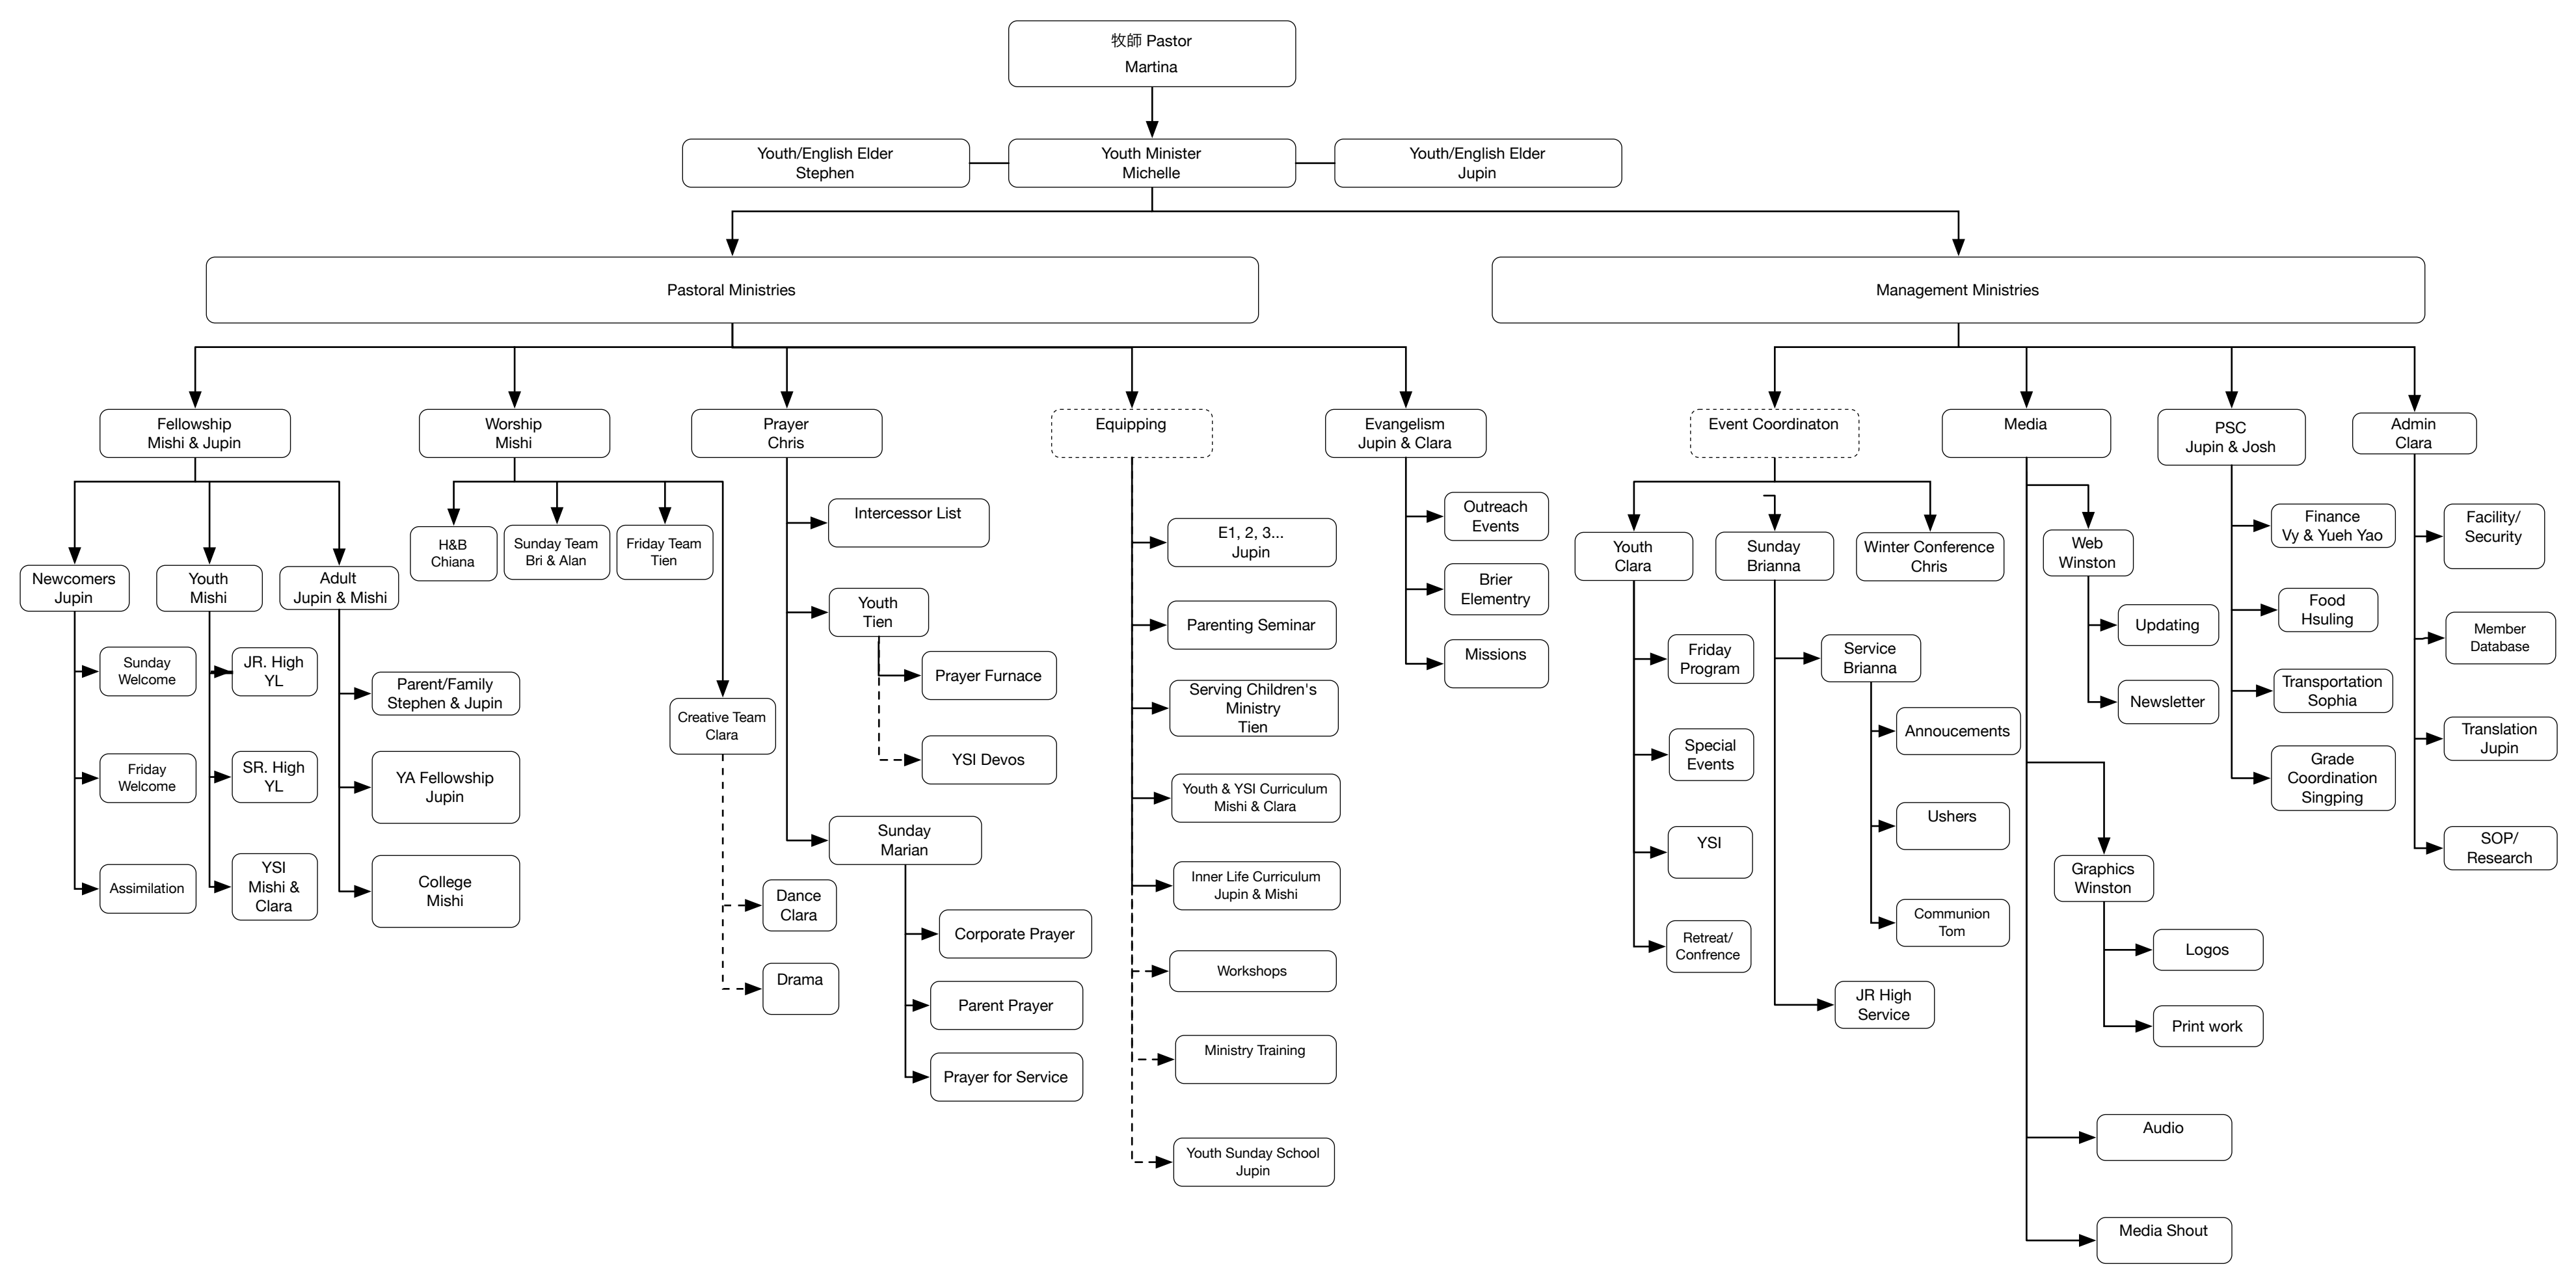 牧師 Pastor
Martina
Youth/English Elder
Stephen
Youth Minister
Michelle
Youth/English Elder
Jupin
Pastoral Ministries
Management Ministries
Fellowship
Mishi & Jupin
Worship
Mishi
Prayer
Chris
Equipping
Evangelism
Jupin & Clara
Event Coordinaton
Media
PSC
Jupin & Josh
Admin
Clara
Newcomers
Jupin
Youth
Mishi
Adult
Jupin & Mishi
Sunday
Welcome
Friday
Welcome
Assimilation
JR. High
YL
SR. High
YL
YSI
Mishi &
Clara
Parent/Family
Stephen & Jupin
YA Fellowship
Jupin
College
Mishi
H&B
Chiana
Sunday Team
Bri & Alan
Friday Team
Tien
Creative Team
Clara
Dance
Clara
Drama
Intercessor List
Youth
Tien
Prayer Furnace
YSI Devos
Sunday
Marian
Corporate Prayer
Parent Prayer
Prayer for Service
E1, 2, 3...
Jupin
Parenting Seminar
Serving Children's
Ministry
Tien
Youth & YSI Curriculum
Mishi & Clara
Inner Life Curriculum
Jupin & Mishi
Workshops
Ministry Training
Youth Sunday School
Jupin
Outreach
Events
Brier
Elementry
Missions
Youth
Clara
Sunday
Brianna
Winter Conference
Chris
Friday
Program
Special
Events
YSI
Retreat/
Confrence
Service
Brianna
Annoucements
Ushers
Communion
Tom
JR High
Service
Web
Winston
Updating
Newsletter
Graphics
Winston
Logos
Print work
Audio
Media Shout
Finance
Vy & Yueh Yao
Food
Hsuling
Transportation
Sophia
Grade
Coordination
Singping
Facility/
Security
Member
Database
Translation
Jupin
SOP/
Research